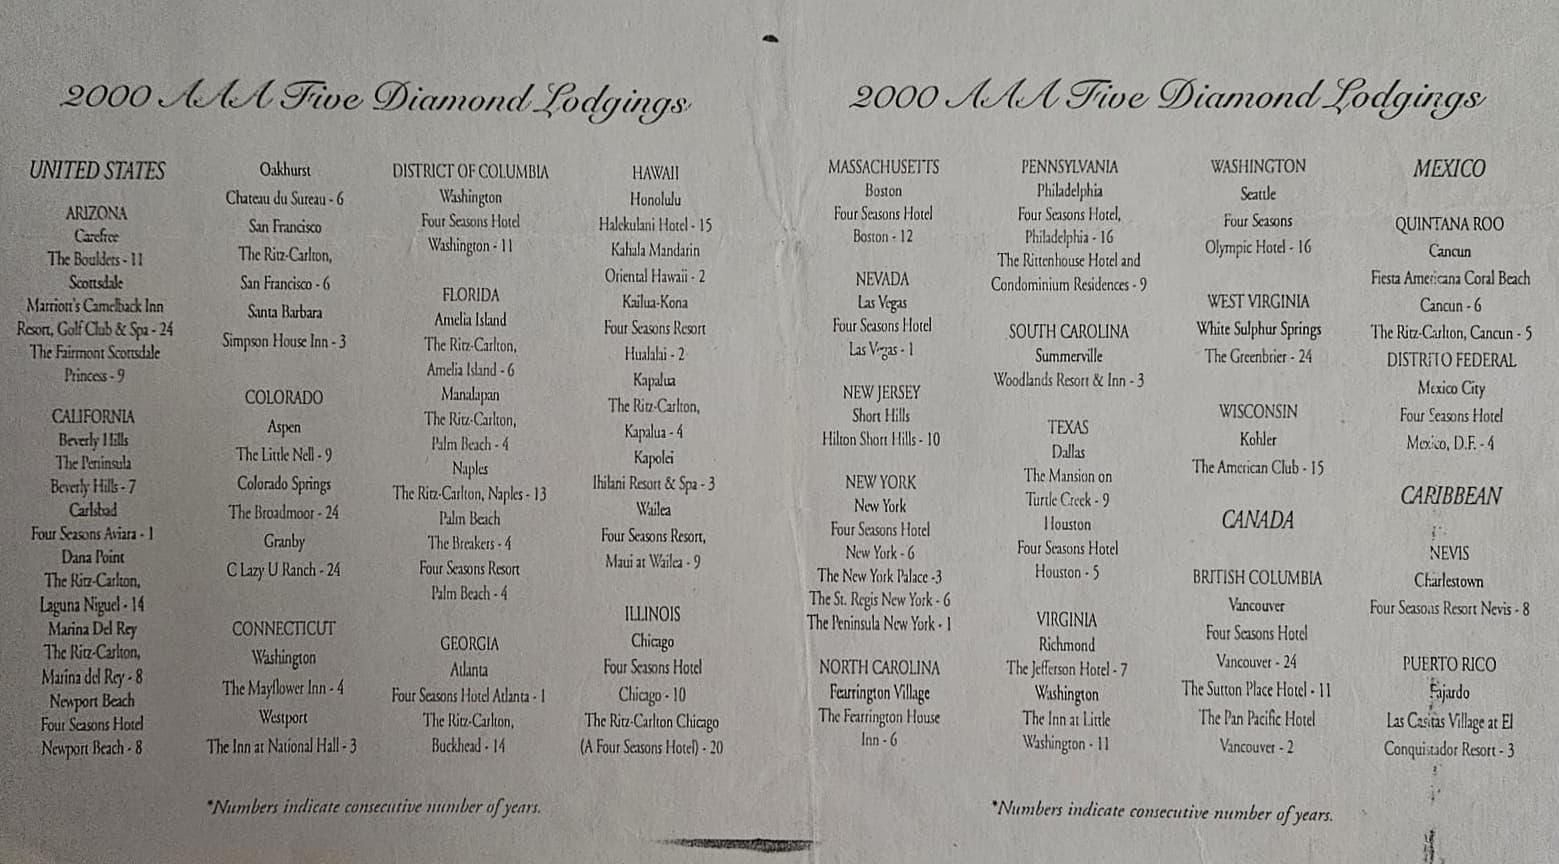 2000 AAA Five Diamond Lodgings
UNITED STATES
ARIZONA
Carefree
The Boulders - 11
Scottsdale
Marriott's Camelback Inn
Resort, Golf Club & Spa - 24
The Fairmont Scottsdale
Princess - 9
CALIFORNIA
Beverly Hills
The Peninsula
Beverly Hills - 7
Carlsbad
Four Seasons Aviara - 1
Dana Point
The Ritz-Carlton,
Laguna Niguel - 14
Marina Del Rey
The Ritz-Carlton,
Marina del Rey - 8
Newport Beach
Four Seasons Hotel
Newport Beach - 8
Oakhurst
Chateau du Sureau - 6
San Francisco
The Ritz-Carlton,
San Francisco - 6
Santa Barbara
Simpson House Inn - 3
COLORADO
Aspen
The Little Nell - 9
Colorado Springs
The Broadmoor - 24
Granby
C Lazy U Ranch - 24
CONNECTICUT
Washington
The Mayflower Inn - 4
Westport
The Inn at National Hall - 3
DISTRICT OF COLUMBIA
Washington
Four Seasons Hotel
Washington - 11
FLORIDA
Amelia Island
The Ritz-Carlton,
Amelia Island - 6
Manalapan
The Ritz-Carlton,
Palm Beach - 4
Naples
The Ritz-Carlton, Naples - 13
Palm Beach
The Breakers - 4
Four Seasons Resort
Palm Beach - 4
GEORGIA
Atlanta
Four Seasons Hotel Atlanta - 1
The Ritz-Carlton,
Buckhead - 14
HAWAII
Honolulu
Halekulani Hotel - 15
Kahala Mandarin
Oriental Hawaii - 2
Kailua-Kona
Four Seasons Resort
Hualalai - 2
Kapalua
The Ritz-Carlton,
Kapalua - 4
Kapolei
Ihilani Resort & Spa - 3
Wailea
Four Seasons Resort,
Maui at Wailea - 9
ILLINOIS
Chicago
Four Seasons Hotel
Chicago - 10
The Ritz-Carlton Chicago
(A Four Seasons Hotel) - 20
*Numbers indicate consecutive number of years.
2000 AAA Five Diamond Lodgings
MASSACHUSETTS
Boston
Four Seasons Hotel
Boston - 12
NEVADA
Las Vegas
Four Seasons Hotel
Las Vegas - 1
NEW JERSEY
Short Hills
Hilton Short Hills - 10
NEW YORK
New York
Four Seasons Hotel
New York - 6
The New York Palace -3
The St. Regis New York - 6
The Peninsula New York - 1
NORTH CAROLINA
Fearrington Village
The Fearrington House
Inn - 6
PENNSYLVANIA
Philadelphia
Four Seasons Hotel,
Philadelphia - 16
The Rittenhouse Hotel and
Condominium Residences - 9
SOUTH CAROLINA
Summerville
Woodlands Resort & Inn - 3
TEXAS
Dallas
The Mansion on
Turtle Creek - 9
Houston
Four Seasons Hotel
Houston - 5
VIRGINIA
Richmond
The Jefferson Hotel - 7
Washington
The Inn at Little
Washington - 11
WASHINGTON
Seattle
Four Seasons
Olympic Hotel - 16
WEST VIRGINIA
White Sulphur Springs
The Greenbrier - 24
WISCONSIN
Kohler
The American Club - 15
CANADA
BRITISH COLUMBIA
Vancouver
Four Seasons Hotel
Vancouver - 24
The Sutton Place Hotel - 11
The Pan Pacific Hotel
Vancouver - 2
MEXICO
QUINTANA ROO
Cancun
Fiesta Americana Coral Beach
Cancun - 6
The Ritz-Carlton, Cancun - 5
DISTRITO FEDERAL
Mexico City
Four Seasons Hotel
Mexico, D.F. - 4
CARIBBEAN
NEVIS
Charlestown
Four Seasons Resort Nevis - 8
PUERTO RICO
Fajardo
Las Casitas Village at El
Conquistador Resort - 3
*Numbers indicate consecutive number of years.